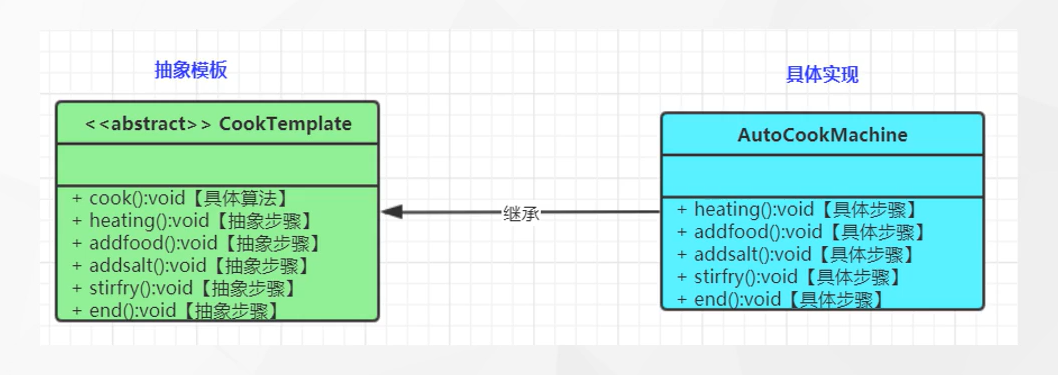 抽象模板
<<abstract>> CookTemplate
+ cook():void【具体算法】
+ heating():void【抽象步骤】
+ addfood():void【抽象步骤】
+ addsalt():void【抽象步骤】
+ stirfry():void【抽象步骤】
+ end():void【抽象步骤】
继承
具体实现
AutoCookMachine
+ heating():void【具体步骤】
+ addfood():void【具体步骤】
+ addsalt():void【具体步骤】
+ stirfry():void【具体步骤】
+ end():void【具体步骤】